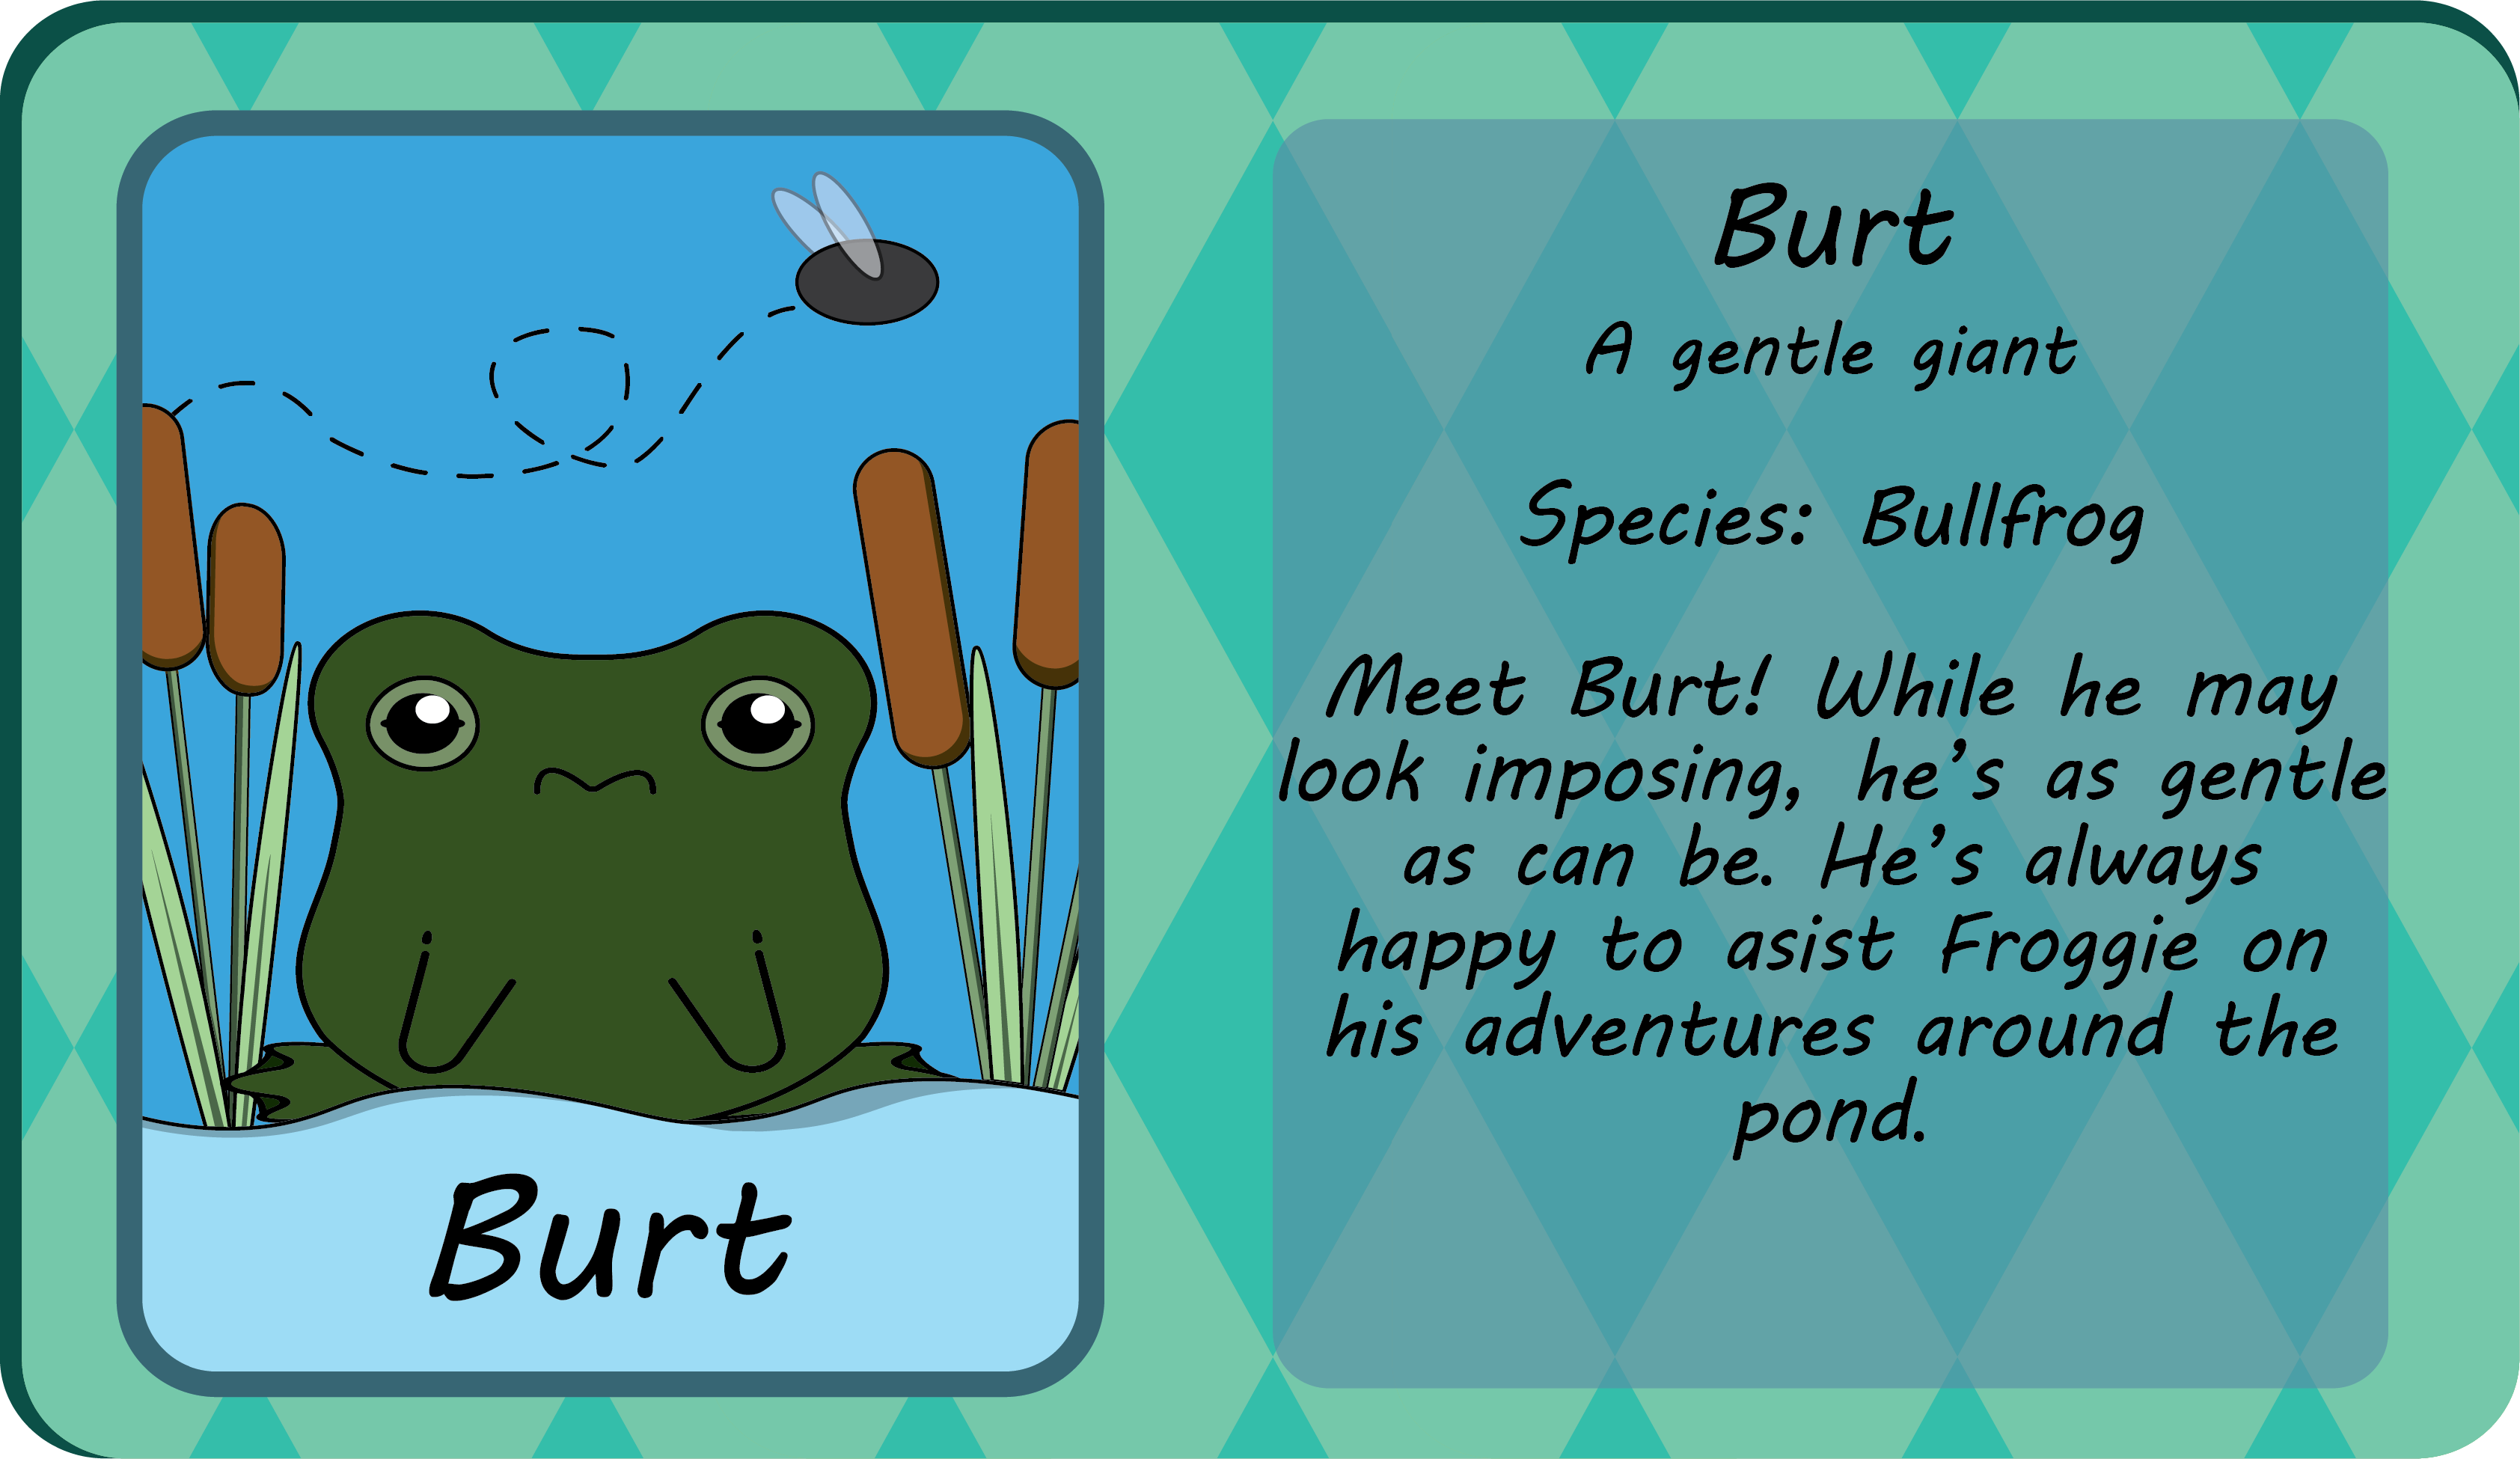 Burt
Burt
A gentle giant
Species: Bullfrog
Meet Burt! While he may
look imposing, he's as gentle
as can be. He's always
happy to asist Froggie on
his adventures around the
pond.